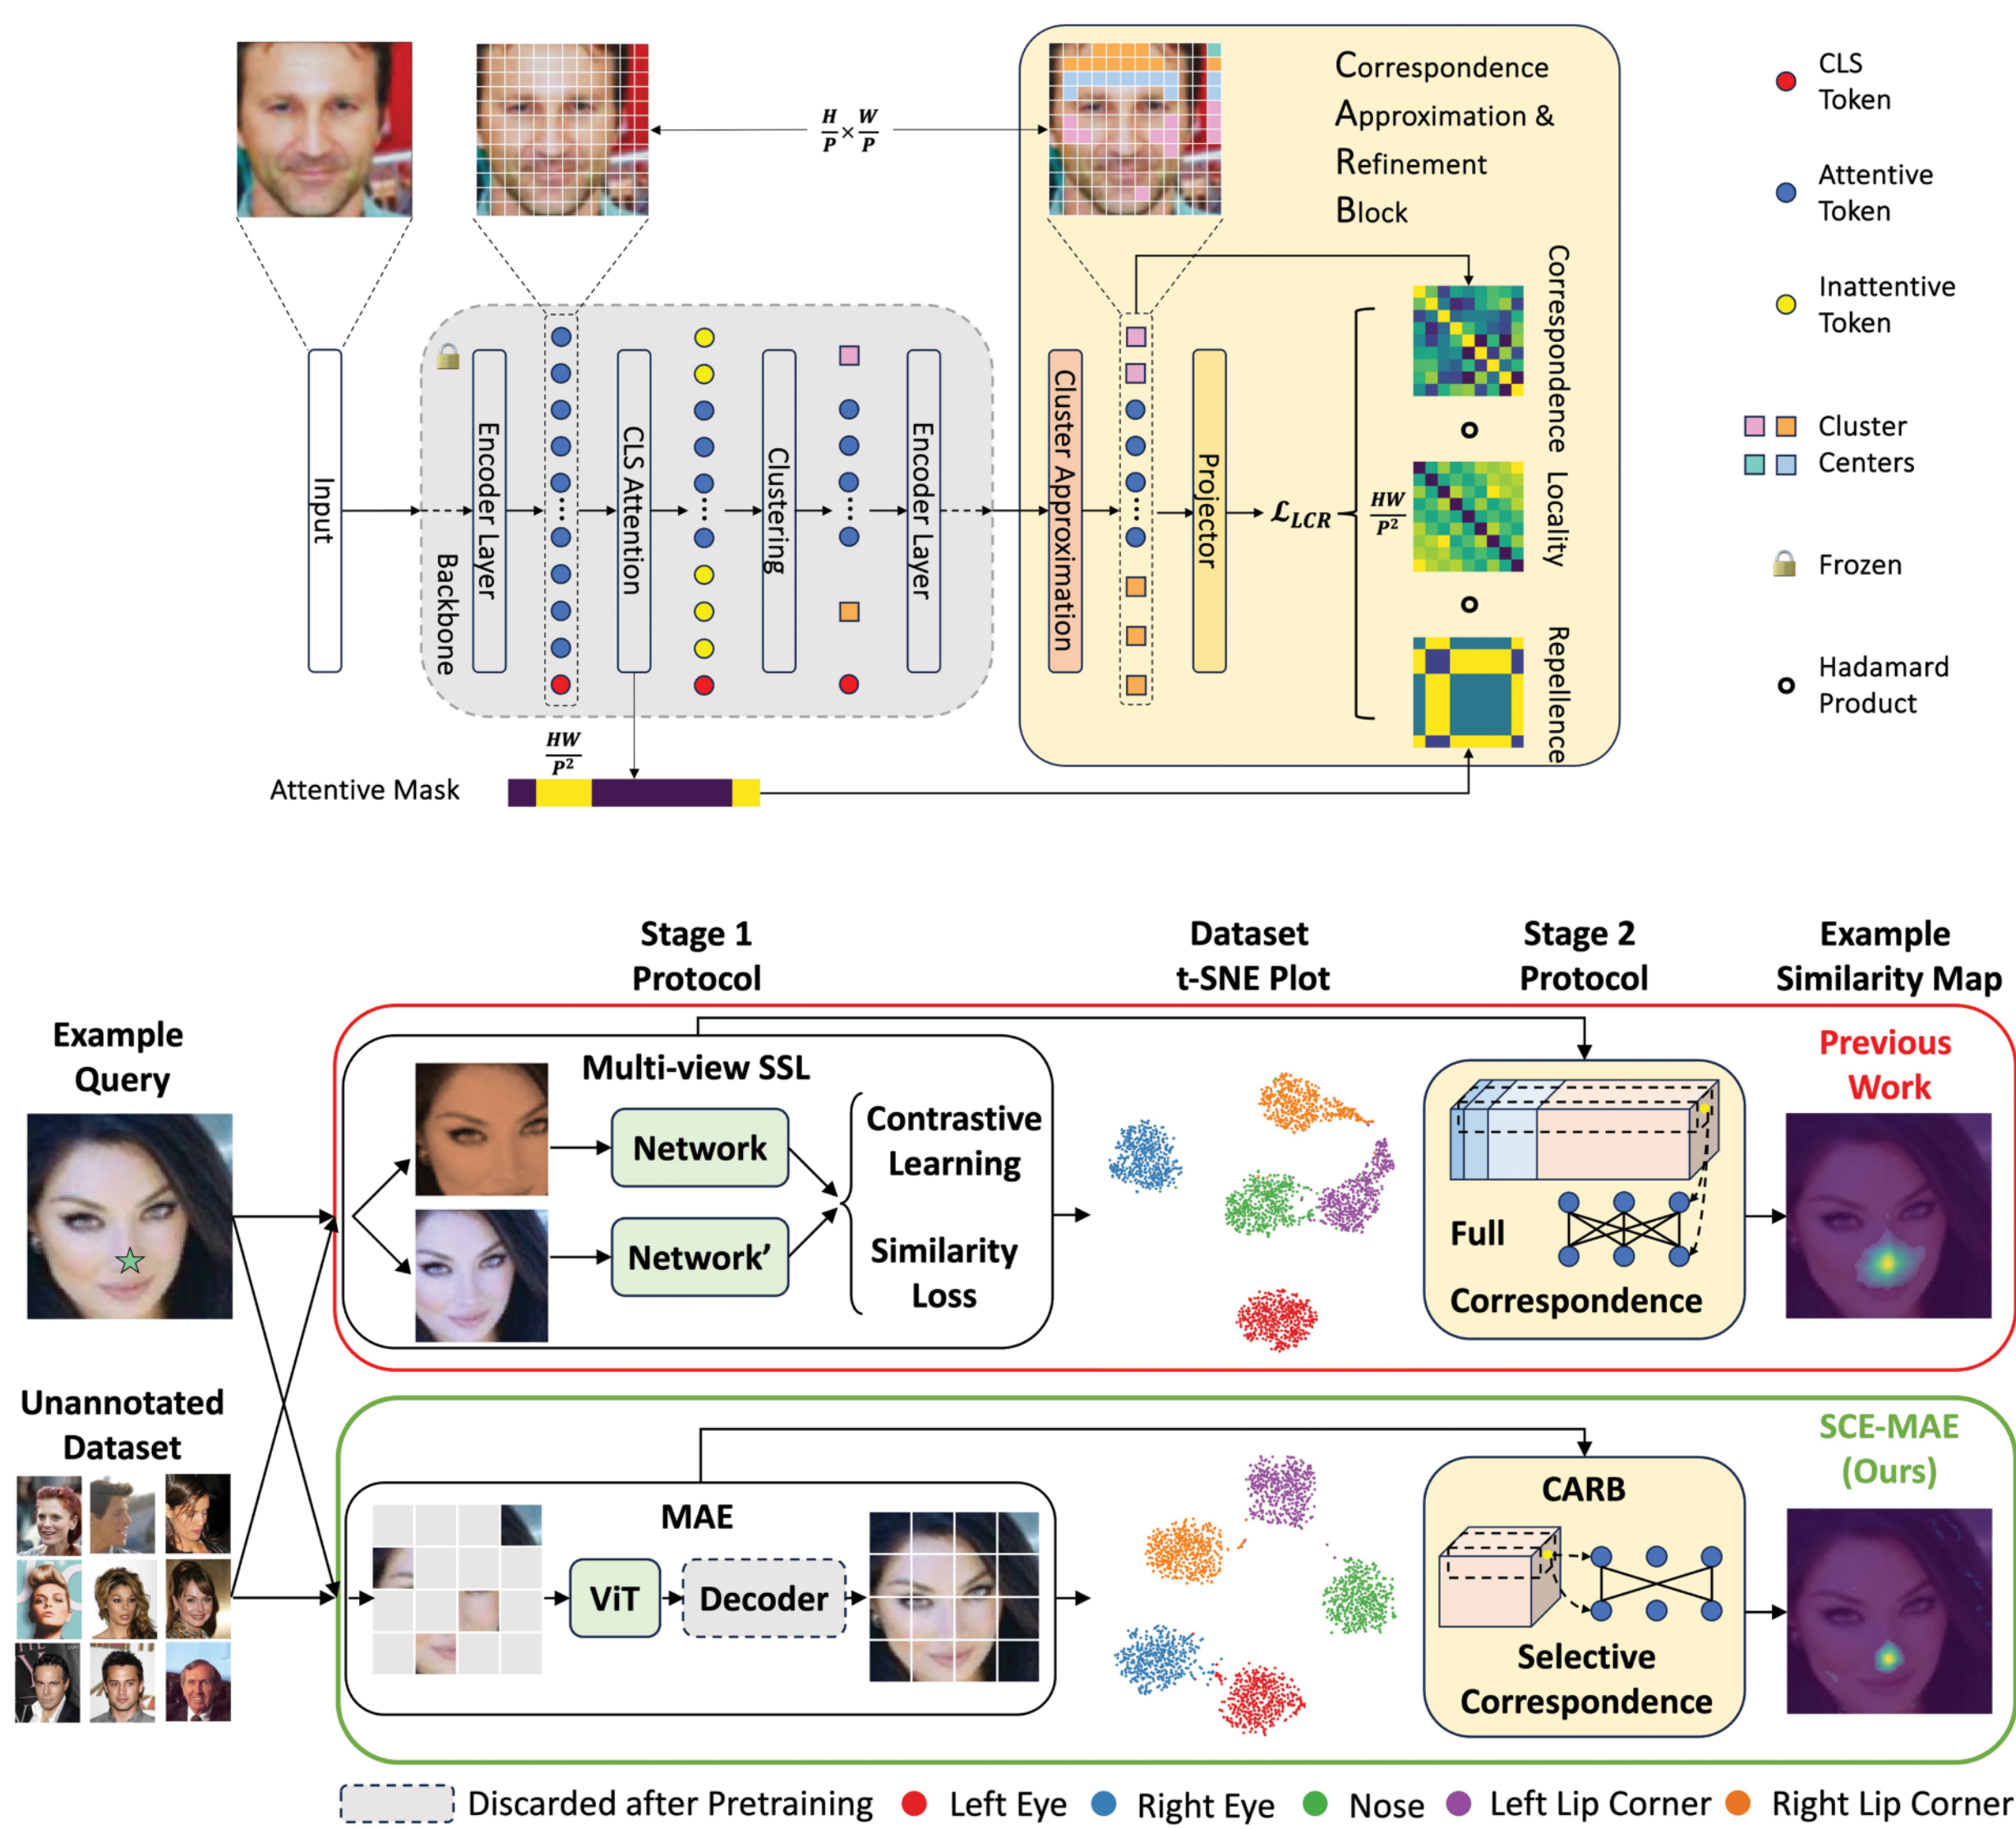 Correspondence
Approximation &
Refinement
Block
CLS
Token
Attentive
Token
Inattentive
Token
Cluster
Centers
Frozen
Hadamard
Product
H/P × W/P
Input
Backbone
Encoder Layer
CLS Attention
Clustering
Encoder Layer
Cluster Approximation
Projector
ℒ_LCR
HW/P²
Correspondence
Locality
Repellence
HW/P²
Attentive Mask
Stage 1
Protocol
Dataset
t-SNE Plot
Stage 2
Protocol
Example
Similarity Map
Example
Query
Multi-view SSL
Network
Network’
Contrastive
Learning
Similarity
Loss
Full
Correspondence
Previous
Work
Unannotated
Dataset
MAE
ViT
Decoder
CARB
Selective
Correspondence
SCE-MAE
(Ours)
Discarded after Pretraining
Left Eye
Right Eye
Nose
Left Lip Corner
Right Lip Corner